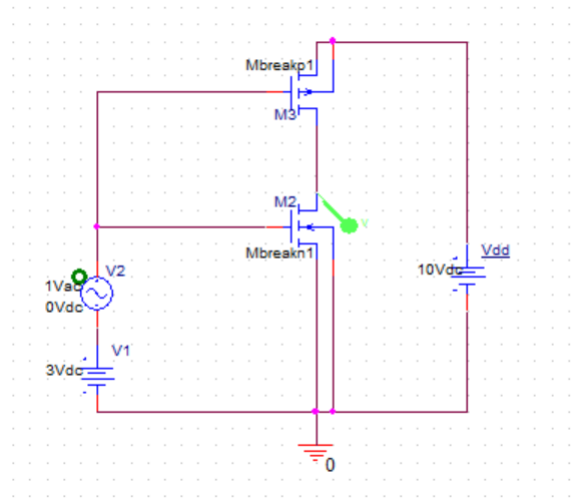 Mbreakp1
M3
M2
Mbreakn1
V
Vdd
10Vdc
V2
1Vac
0Vdc
V1
3Vdc
0